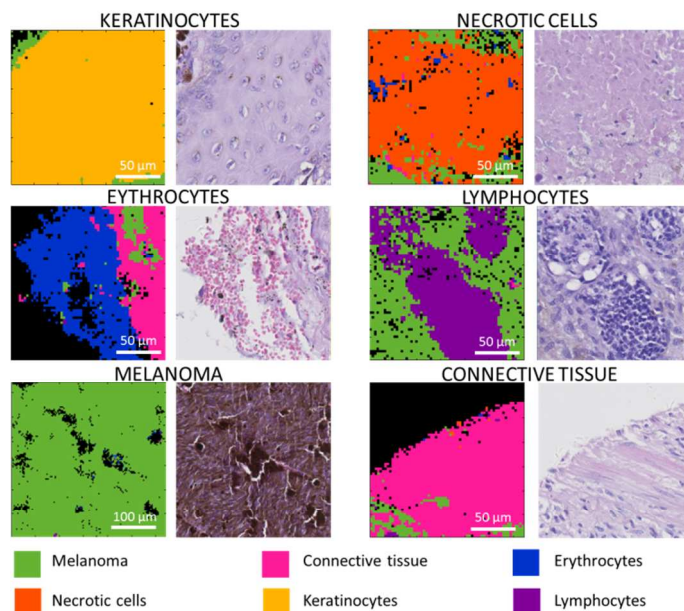 KERATINOCYTES
NECROTIC CELLS
50 µm
50 µm
EYTHROCYTES
LYMPHOCYTES
50 µm
50 µm
MELANOMA
CONNECTIVE TISSUE
100 µm
50 µm
Melanoma
Connective tissue
Erythrocytes
Necrotic cells
Keratinocytes
Lymphocytes